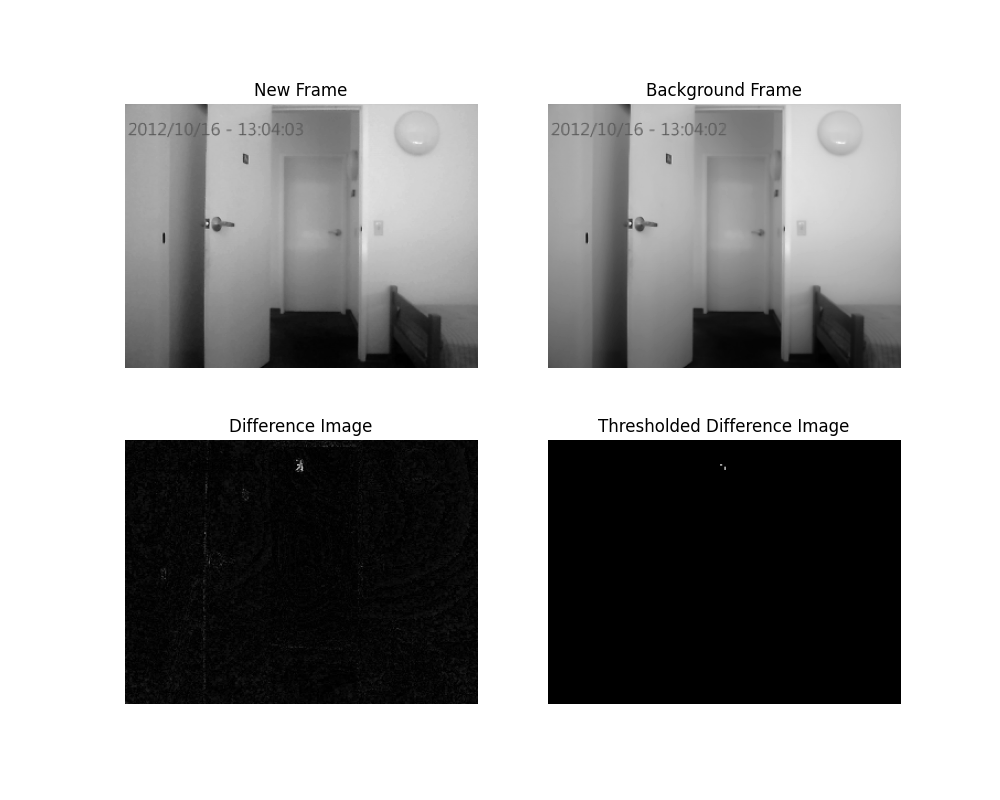 New Frame
Background Frame
2012/10/16 - 13:04:03
2012/10/16 - 13:04:02
Difference Image
Thresholded Difference Image